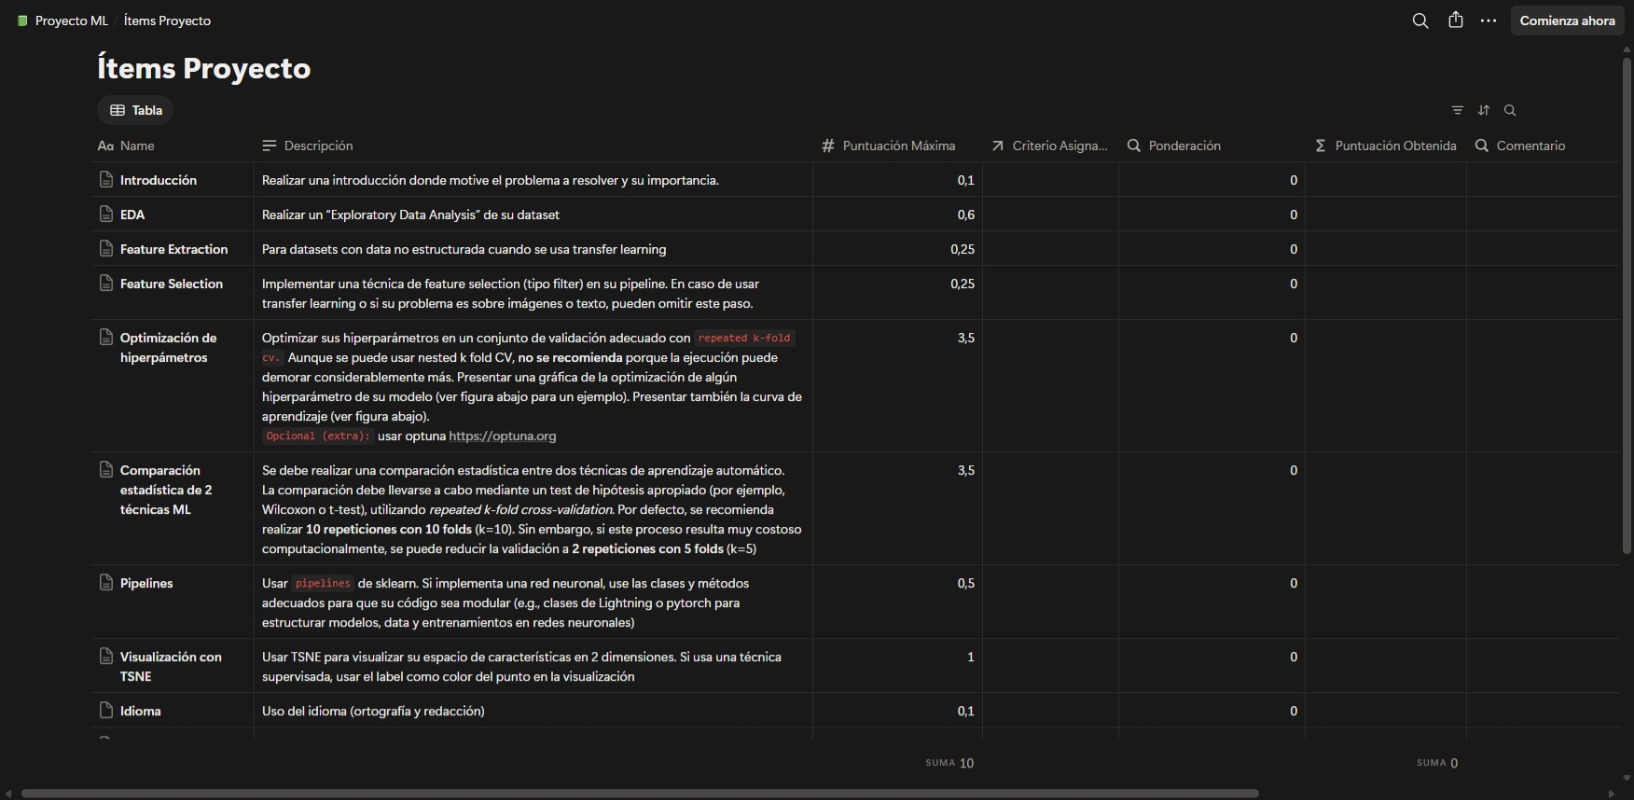 Proyecto ML / Ítems Proyecto
Comienza ahora
Ítems Proyecto
Tabla
Aa Name
Descripción
# Puntuación Máxima
Criterio Asigna...
Ponderación
Σ Puntuación Obtenida
Comentario
Introducción
Realizar una introducción donde motive el problema a resolver y su importancia.
0,1
0
EDA
Realizar un “Exploratory Data Analysis” de su dataset
0,6
0
Feature Extraction
Para datasets con data no estructurada cuando se usa transfer learning
0,25
0
Feature Selection
Implementar una técnica de feature selection (tipo filter) en su pipeline. En caso de usar
transfer learning o si su problema es sobre imágenes o texto, pueden omitir este paso.
0,25
0
Optimización de
hiperpámetros
Optimizar sus hiperparámetros en un conjunto de validación adecuado con repeated k-fold
cv. Aunque se puede usar nested k fold CV, no se recomienda porque la ejecución puede
demorar considerablemente más. Presentar una gráfica de la optimización de algún
hiperparámetro de su modelo (ver figura abajo para un ejemplo). Presentar también la curva de
aprendizaje (ver figura abajo).
Opcional (extra): usar optuna https://optuna.org
3,5
0
Comparación
estadística de 2
técnicas ML
Se debe realizar una comparación estadística entre dos técnicas de aprendizaje automático.
La comparación debe llevarse a cabo mediante un test de hipótesis apropiado (por ejemplo,
Wilcoxon o t-test), utilizando repeated k-fold cross-validation. Por defecto, se recomienda
realizar 10 repeticiones con 10 folds (k=10). Sin embargo, si este proceso resulta muy costoso
computacionalmente, se puede reducir la validación a 2 repeticiones con 5 folds (k=5)
3,5
0
Pipelines
Usar pipelines de sklearn. Si implementa una red neuronal, use las clases y métodos
adecuados para que su código sea modular (e.g., clases de Lightning o pytorch para
estructurar modelos, data y entrenamientos en redes neuronales)
0,5
0
Visualización con
TSNE
Usar TSNE para visualizar su espacio de características en 2 dimensiones. Si usa una técnica
supervisada, usar el label como color del punto en la visualización
1
0
Idioma
Uso del idioma (ortografía y redacción)
0,1
0
SUMA 10
SUMA 0